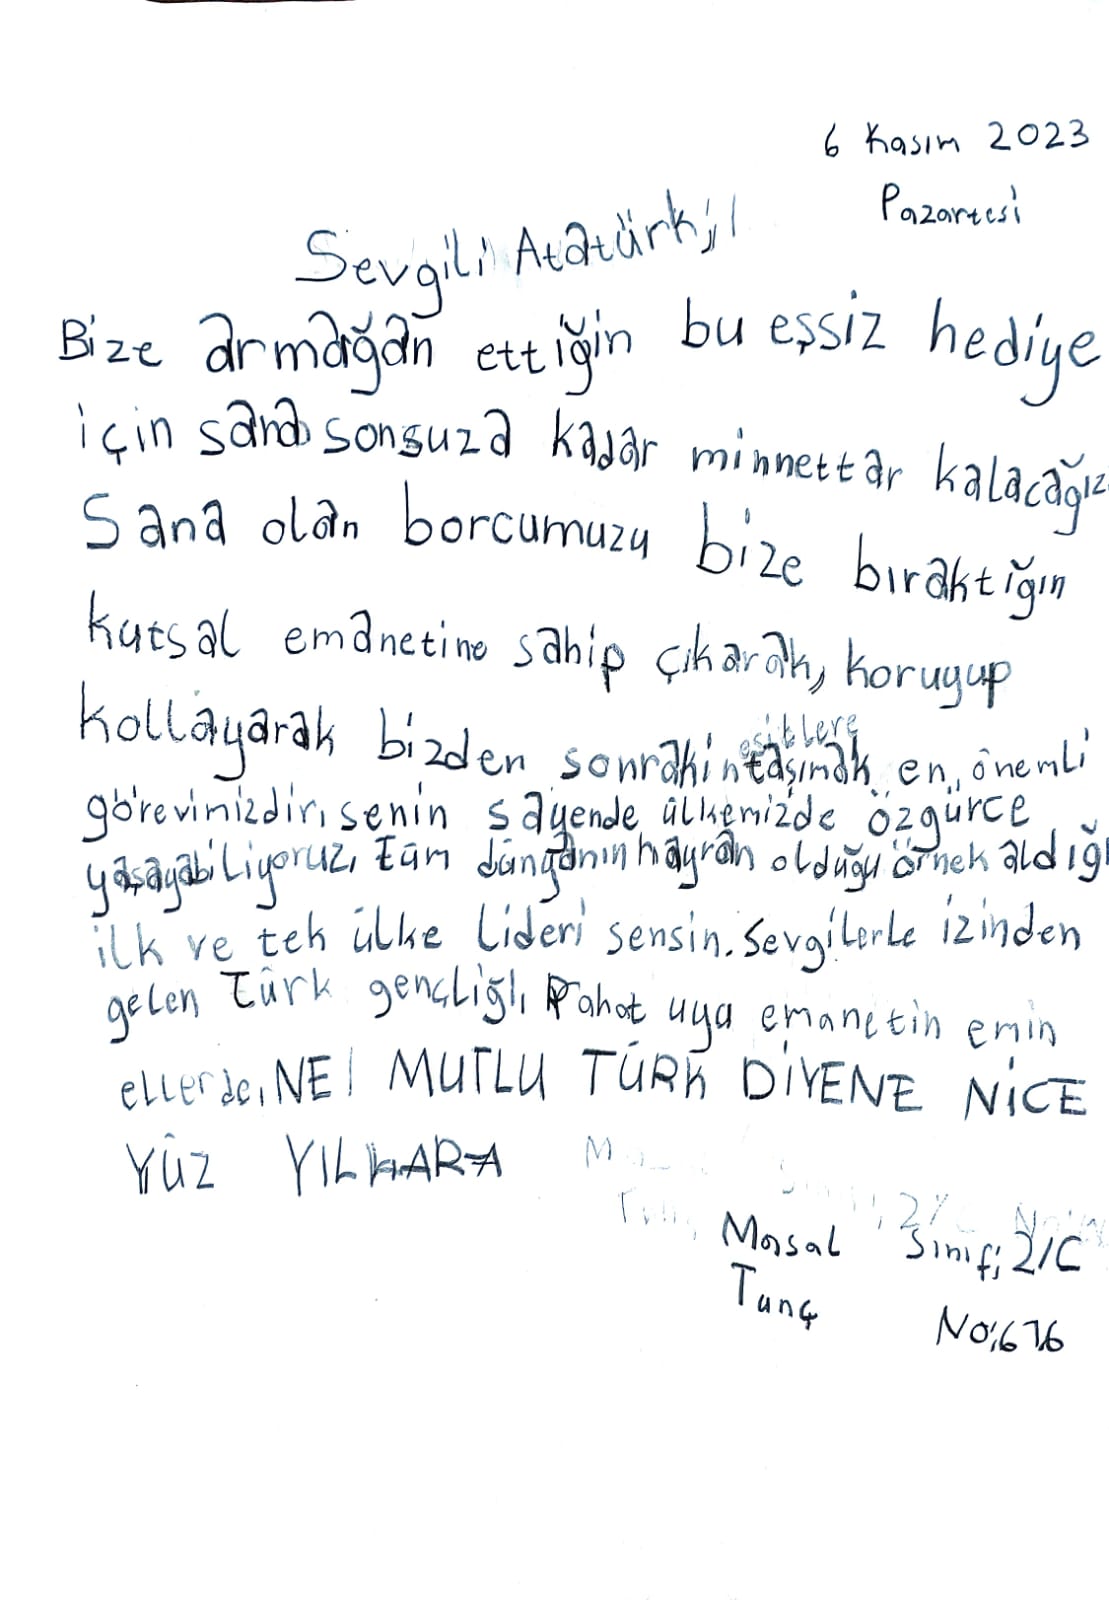 6 Kasım 2023
Pazartesi
Sevgili Atatürk
Bize armağan ettiğin bu eşsiz hediye
için sana sonsuza kadar minnettar kalacağız
Sana olan borcumuzu bize bıraktığın
kutsal emanetine sahip çıkarak, koruyup
kollayarak bizden taşımak en önemli
görevimizdir, senin sayende ülkemizde özgürce
yaşayabiliyoruz, tüm dünyanın hayran olduğu örnek aldığı
ilk ve tek ülke lideri sensin. Sevgilerle izinden
gelen Türk gençliği, Rahat uyu emanetin emin
ellerde, NE! MUTLU TÜRK DİYENE NİCE
YÜZ YILLARA
Masal Sınıf; 2/C
Tunç No; 676